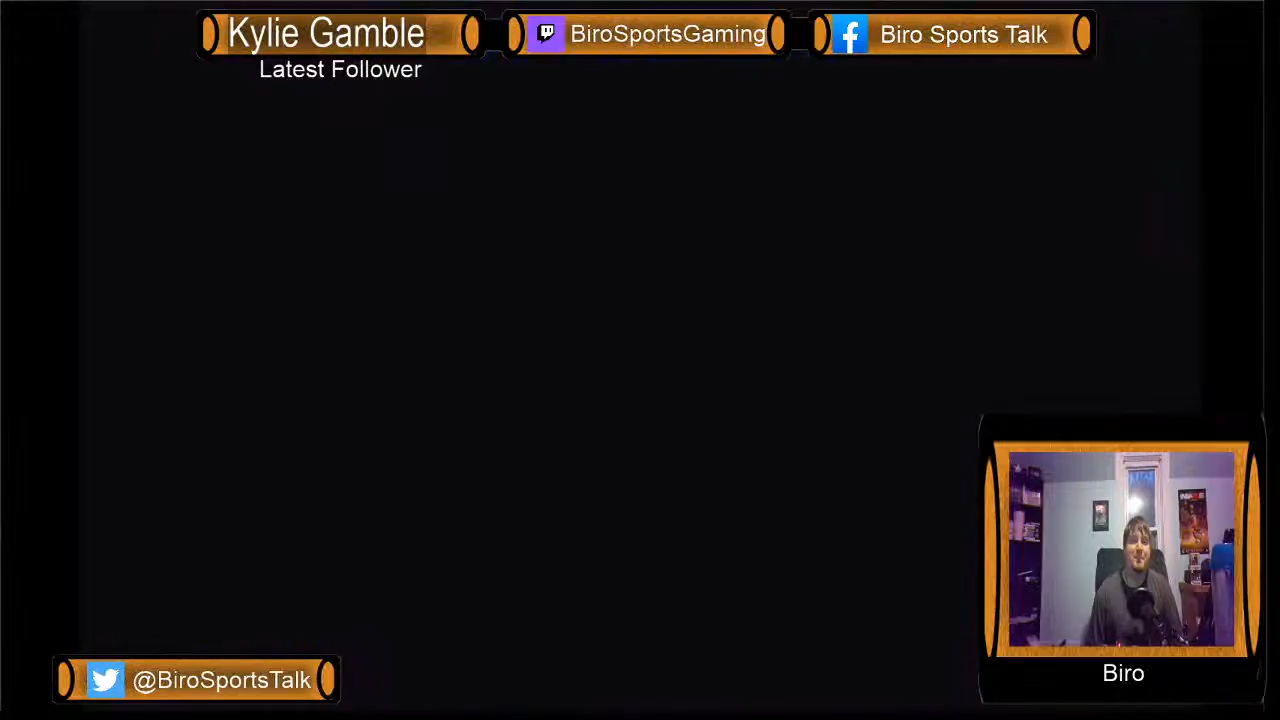 Kylie Gamble
Latest Follower
BiroSportsGaming
Biro Sports Talk
Biro
@BiroSportsTalk